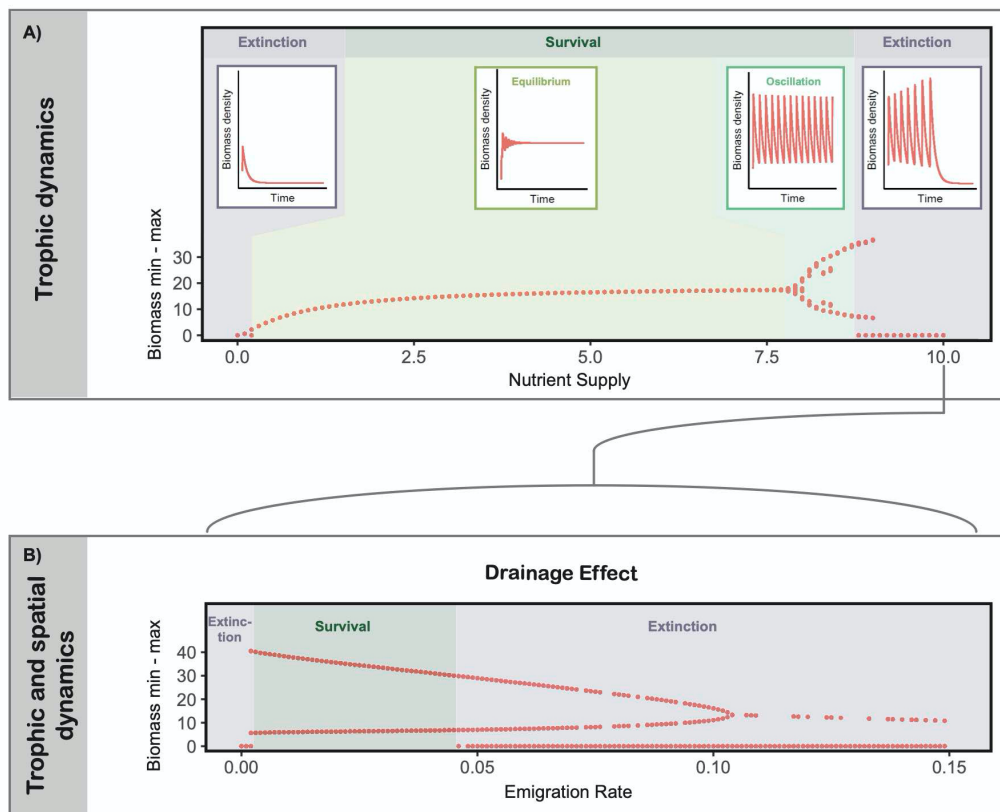 A)
Trophic dynamics
Extinction
Survival
Extinction
Biomass density
Time
Equilibrium
Biomass density
Time
Oscillation
Biomass density
Time
Biomass density
Time
Biomass min - max
30
20
10
0
0.0
2.5
5.0
7.5
10.0
Nutrient Supply
B)
Trophic and spatial
dynamics
Drainage Effect
Extinc-
tion
Survival
Extinction
Biomass min - max
40
30
20
10
0
0.00
0.05
0.10
0.15
Emigration Rate